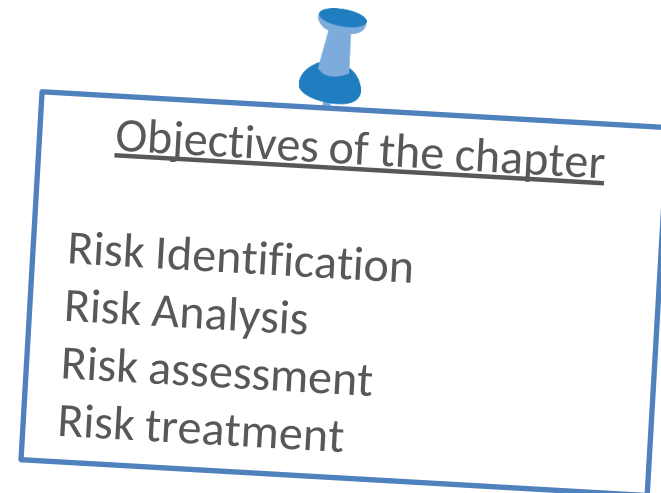 Objectives of the chapter
Risk Identification
Risk Analysis
Risk assessment
Risk treatment